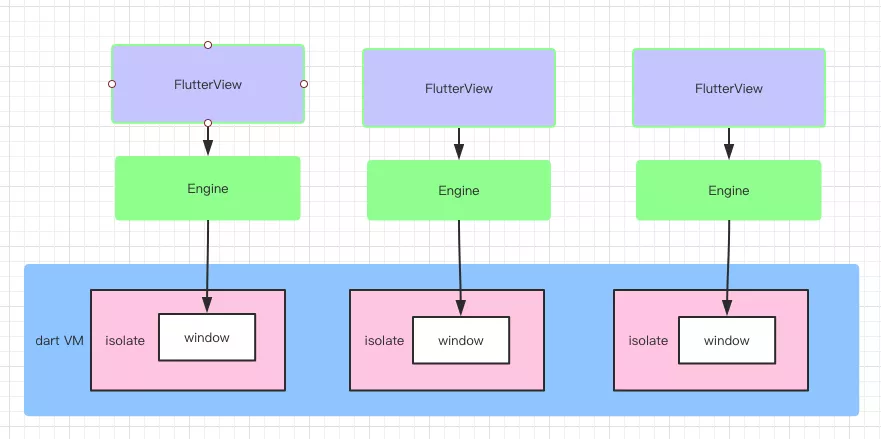 FlutterView
FlutterView
FlutterView
Engine
Engine
Engine
dart VM
isolate
window
isolate
window
isolate
window